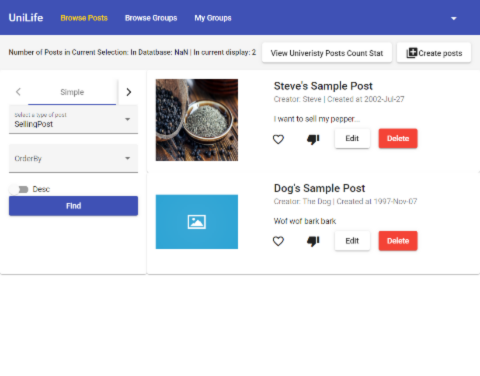 UniLife Browse Posts Browse Groups My Groups
Number of Posts in Current Selection: In Datatbase: NaN | In current display: 2
View Univeristy Posts Count Stat
Create posts
Simple
Select a type of post
SellingPost
OrderBy
Desc
Find
Steve's Sample Post
Creator: Steve | Created at 2002-Jul-27
I want to sell my pepper...
Edit Delete
Dog's Sample Post
Creator: The Dog | Created at 1997-Nov-07
Wof wof bark bark
Edit Delete